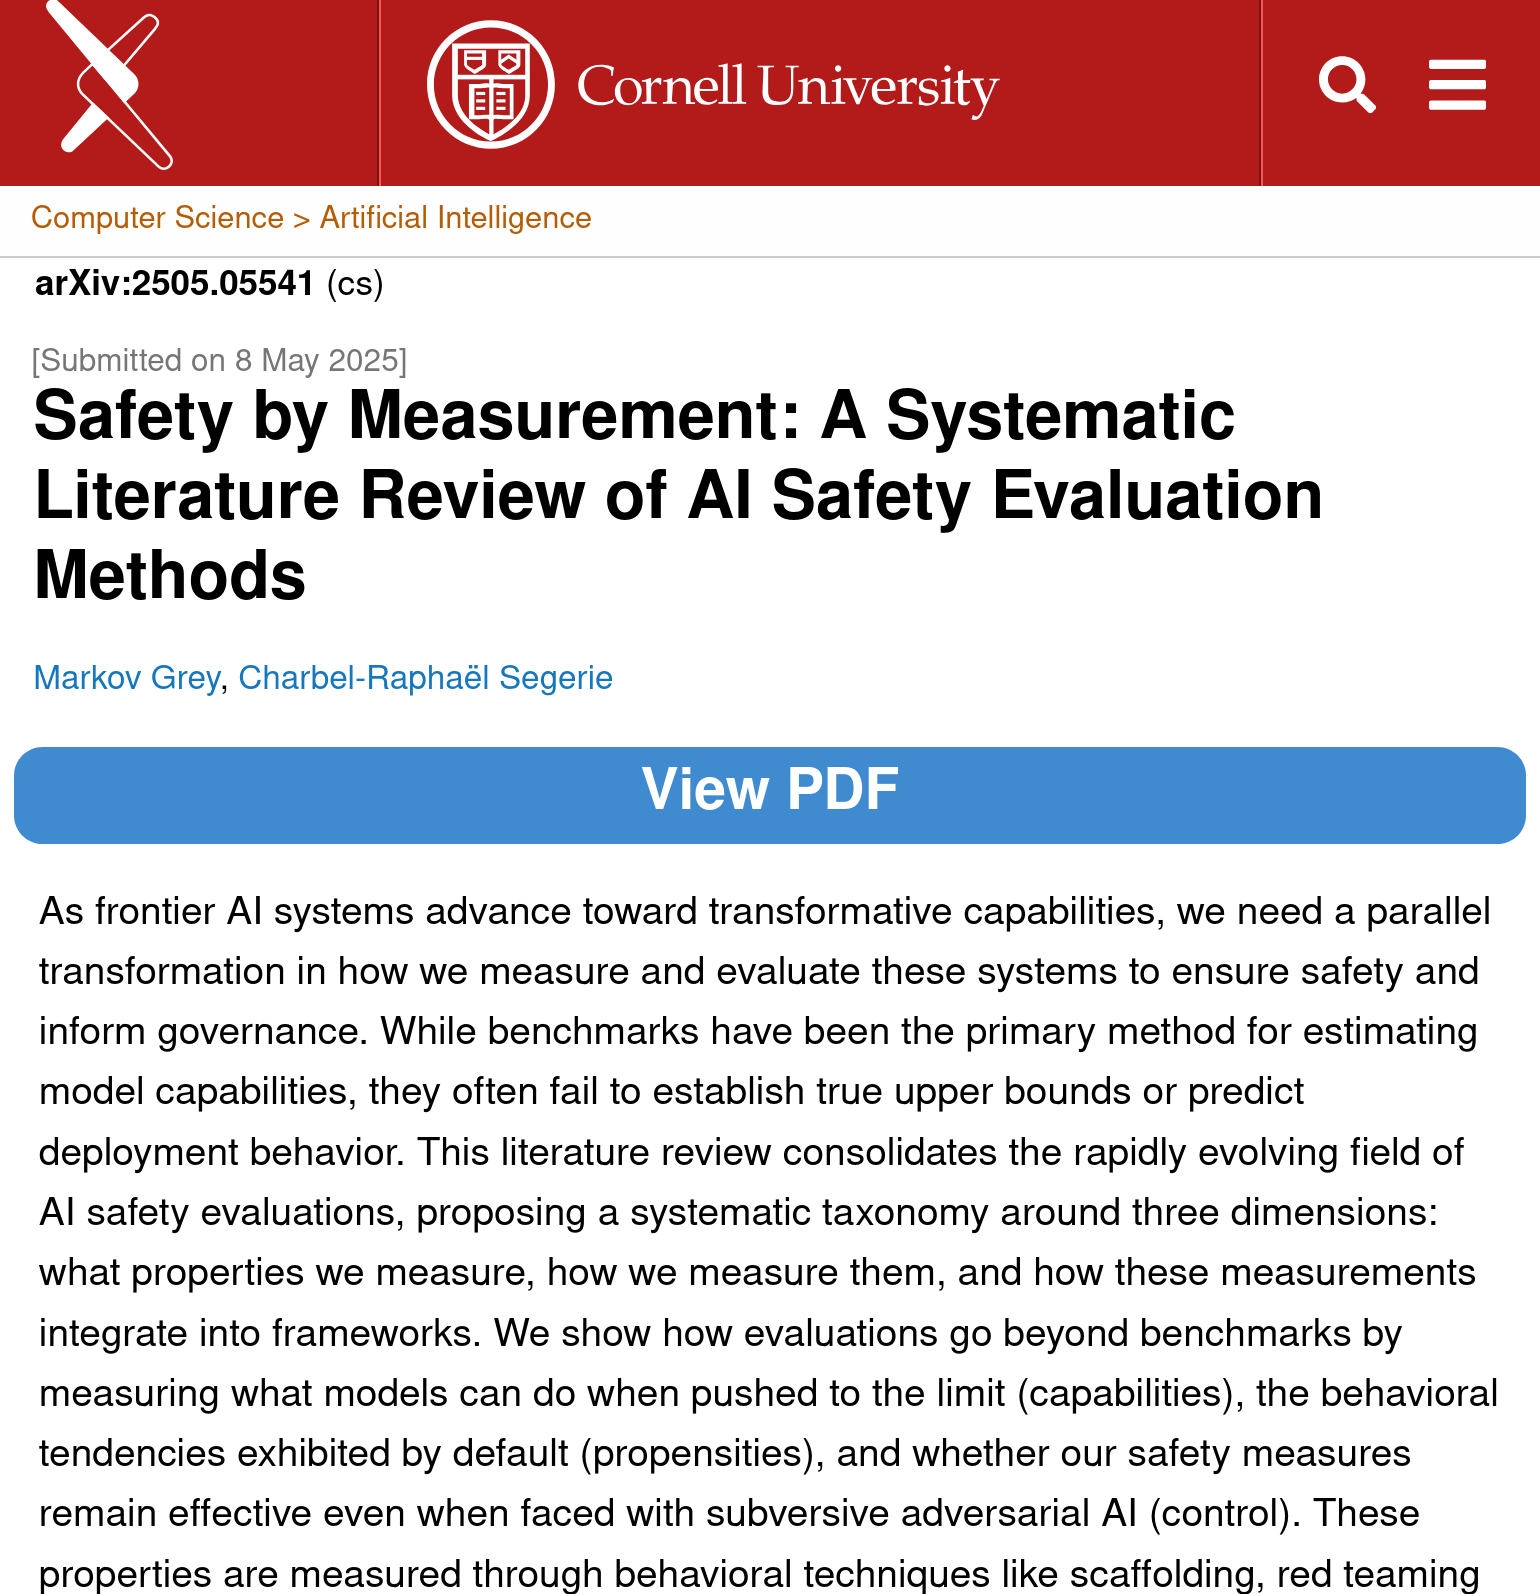 Cornell University
Computer Science > Artificial Intelligence
arXiv:2505.05541 (cs)
[Submitted on 8 May 2025]
Safety by Measurement: A Systematic
Literature Review of AI Safety Evaluation
Methods
Markov Grey, Charbel-Raphaël Segerie
View PDF
As frontier AI systems advance toward transformative capabilities, we need a parallel
transformation in how we measure and evaluate these systems to ensure safety and
inform governance. While benchmarks have been the primary method for estimating
model capabilities, they often fail to establish true upper bounds or predict
deployment behavior. This literature review consolidates the rapidly evolving field of
AI safety evaluations, proposing a systematic taxonomy around three dimensions:
what properties we measure, how we measure them, and how these measurements
integrate into frameworks. We show how evaluations go beyond benchmarks by
measuring what models can do when pushed to the limit (capabilities), the behavioral
tendencies exhibited by default (propensities), and whether our safety measures
remain effective even when faced with subversive adversarial AI (control). These
properties are measured through behavioral techniques like scaffolding, red teaming